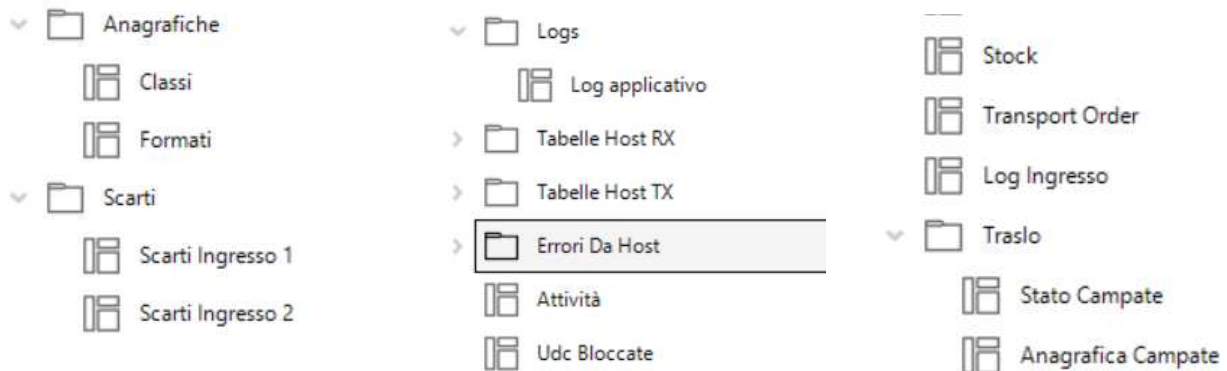 Anagrafiche
Classi
Formati
Scarti
Scarti Ingresso 1
Scarti Ingresso 2
Logs
Log applicativo
Tabelle Host RX
Tabelle Host TX
Errori Da Host
Attività
Udc Bloccate
Stock
Transport Order
Log Ingresso
Traslo
Stato Campate
Anagrafica Campate